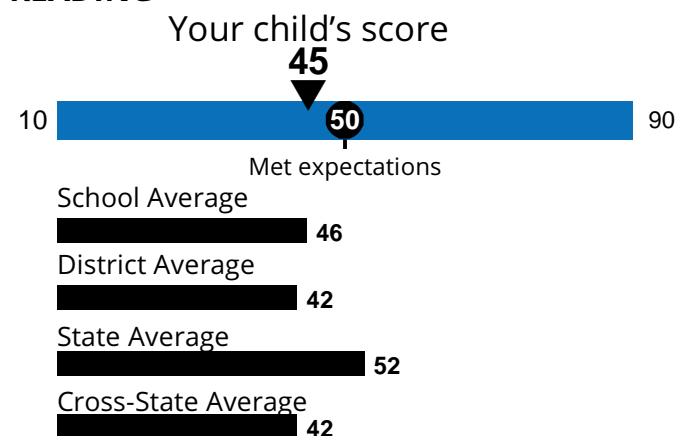 READING
Your child's score
45
10 50 90
Met expectations
School Average
46
District Average
42
State Average
52
Cross-State Average
42